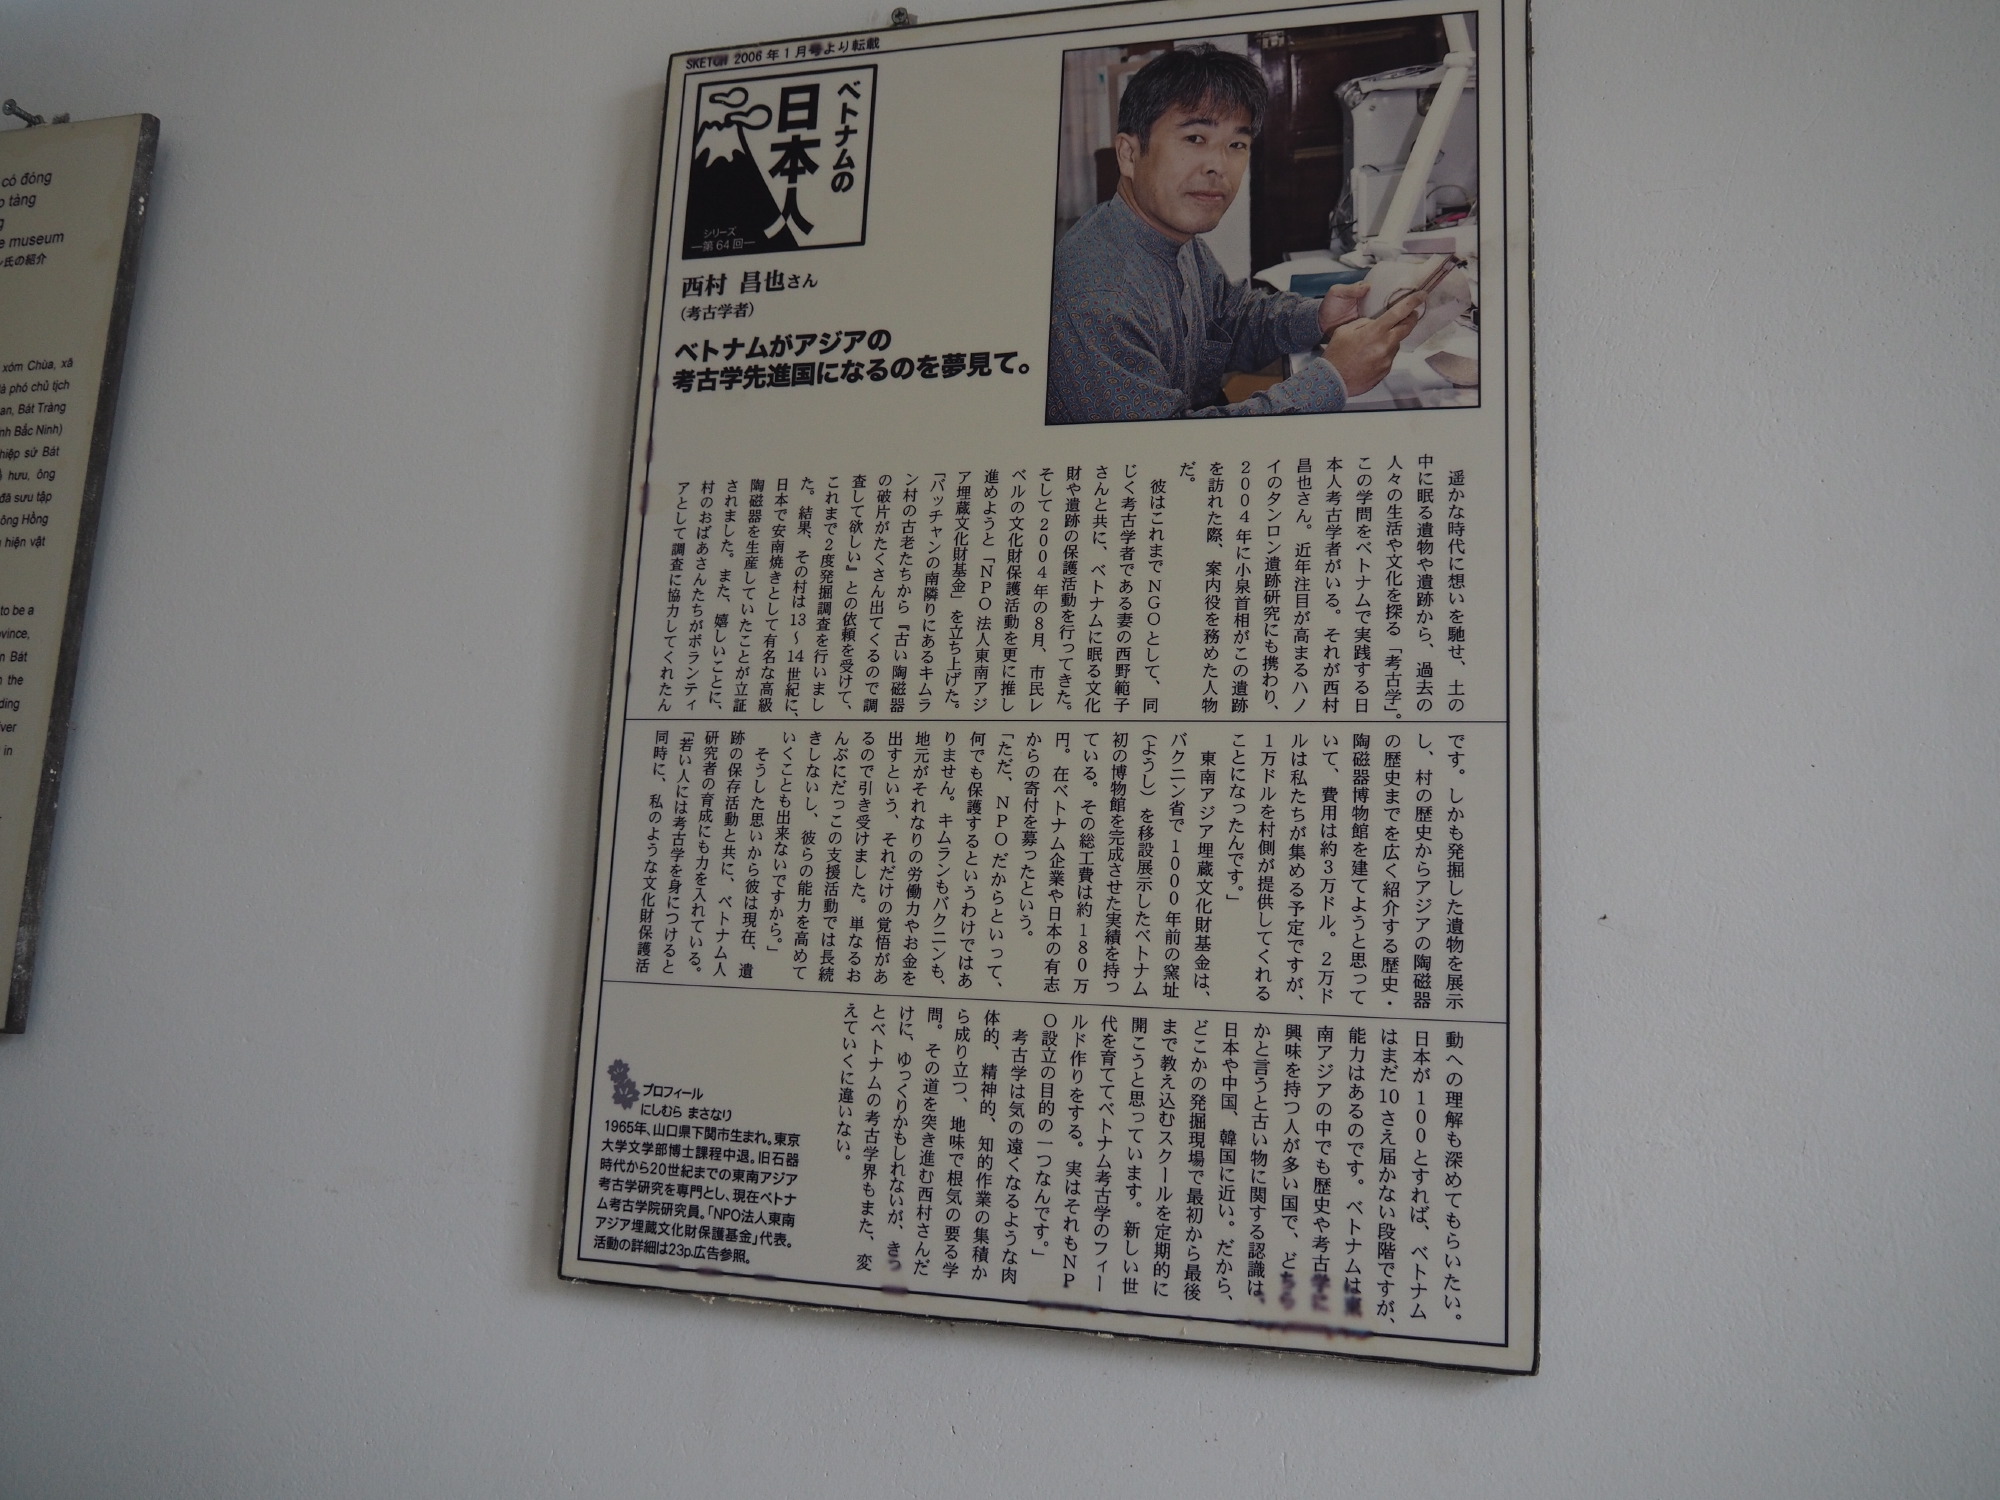 có đóng
tàng
museum
氏の紹介
xóm Chùa, xã
là phó chủ tịch
an, Bát Tràng
nh Bắc Ninh)
hiệp sứ Bát
hưu, ông
đã sưu tập
ông Hồng
hiện vật
to be a
ovince,
n Bát
the
ding
ver
in
SKETCH 2006年1月号より転載
ベトナムの
日本人
シリーズ
―第64回―
西村 昌也さん
(考古学者)
ベトナムがアジアの
考古学先進国になるのを夢見て。
遥かな時代に想いを馳せ、土の
中に眠る遺物や遺跡から、過去の
人々の生活や文化を探る「考古学」。
この学問をベトナムで実践する日
本人考古学者がいる。それが西村
昌也さん。近年注目が高まるハノ
イのタンロン遺跡研究にも携わり、
2004年に小泉首相がこの遺跡
を訪れた際、案内役を務めた人物
だ。
彼はこれまでNGOとして、同
じく考古学者である妻の西野範子
さんと共に、ベトナムに眠る文化
財や遺跡の保護活動を行ってきた。
そして2004年の8月、市民レ
ベルの文化財保護活動を更に推し
進めようと「NPO法人東南アジ
ア埋蔵文化財基金」を立ち上げた。
「バッチャンの南隣りにあるキムラ
ン村の古老たちから『古い陶磁器
の破片がたくさん出てくるので調
査して欲しい』との依頼を受けて、
これまで2度発掘調査を行いまし
た。結果、その村は13～14世紀に、
日本で安南焼きとして有名な高級
陶磁器を生産していたことが立証
されました。また、嬉しいことに、
村のおばあさんたちがボランティ
アとして調査に協力してくれたん
です。しかも発掘した遺物を展示
し、村の歴史からアジアの陶磁器
の歴史までを広く紹介する歴史・
陶磁器博物館を建てようと思って
いて、費用は約3万ドル。2万ド
ルは私たちが集める予定ですが、
1万ドルを村側が提供してくれる
ことになったんです。」
東南アジア埋蔵文化財基金は、
バクニン省で1000年前の窯址
(ようし)を移設展示したベトナム
初の博物館を完成させた実績を持っ
ている。その総工費は約180万
円。在ベトナム企業や日本の有志
からの寄付を募ったという。
「ただ、NPOだからといって、
何でも保護するというわけではあ
りません。キムランもバクニンも、
地元がそれなりの労働力やお金を
出すという、それだけの覚悟があ
るので引き受けました。単なるお
んぶにだっこの支援活動では長続
きしないし、彼らの能力を高めて
いくことも出来ないですから。」
そうした思いから彼は現在、遺
跡の保存活動と共に、ベトナム人
研究者の育成にも力を入れている。
「若い人には考古学を身につけると
同時に、私のような文化財保護活
動への理解も深めてもらいたい。
日本が100とすれば、ベトナム
はまだ10さえ届かない段階ですが、
能力はあるのです。ベトナムは東
南アジアの中でも歴史や考古学に
興味を持つ人が多い国で、どちら
かと言うと古い物に関する認識は、
日本や中国、韓国に近い。だから、
どこかの発掘現場で最初から最後
まで教え込むスクールを定期的に
開こうと思っています。新しい世
代を育ててベトナム考古学のフィー
ルド作りをする。実はそれもNP
O設立の目的の一つなんです。」
考古学は気の遠くなるような肉
体的、精神的、知的作業の集積か
ら成り立つ、地味で根気の要る学
問。その道を突き進む西村さんだ
けに、ゆっくりかもしれないが、きっ
とベトナムの考古学界もまた、変
えていくに違いない。
プロフィール
にしむら まさなり
1965年、山口県下関市生まれ。東京
大学文学部博士課程中退。旧石器
時代から20世紀までの東南アジア
考古学研究を専門とし、現在ベトナ
ム考古学院研究員。「NPO法人東南
アジア埋蔵文化財保護基金」代表。
活動の詳細は23p.広告参照。